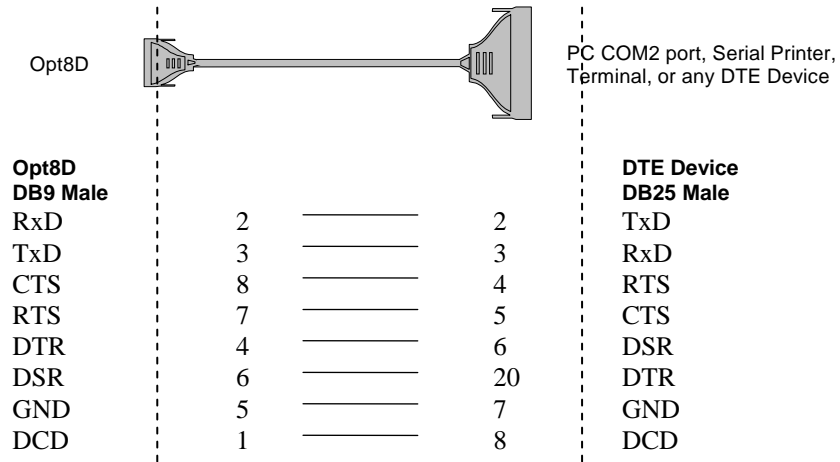 Opt8D
PC COM2 port, Serial Printer,
Terminal, or any DTE Device
Opt8D DTE Device
DB9 Male DB25 Male
RxD 2 2 TxD
TxD 3 3 RxD
CTS 8 4 RTS
RTS 7 5 CTS
DTR 4 6 DSR
DSR 6 20 DTR
GND 5 7 GND
DCD 1 8 DCD